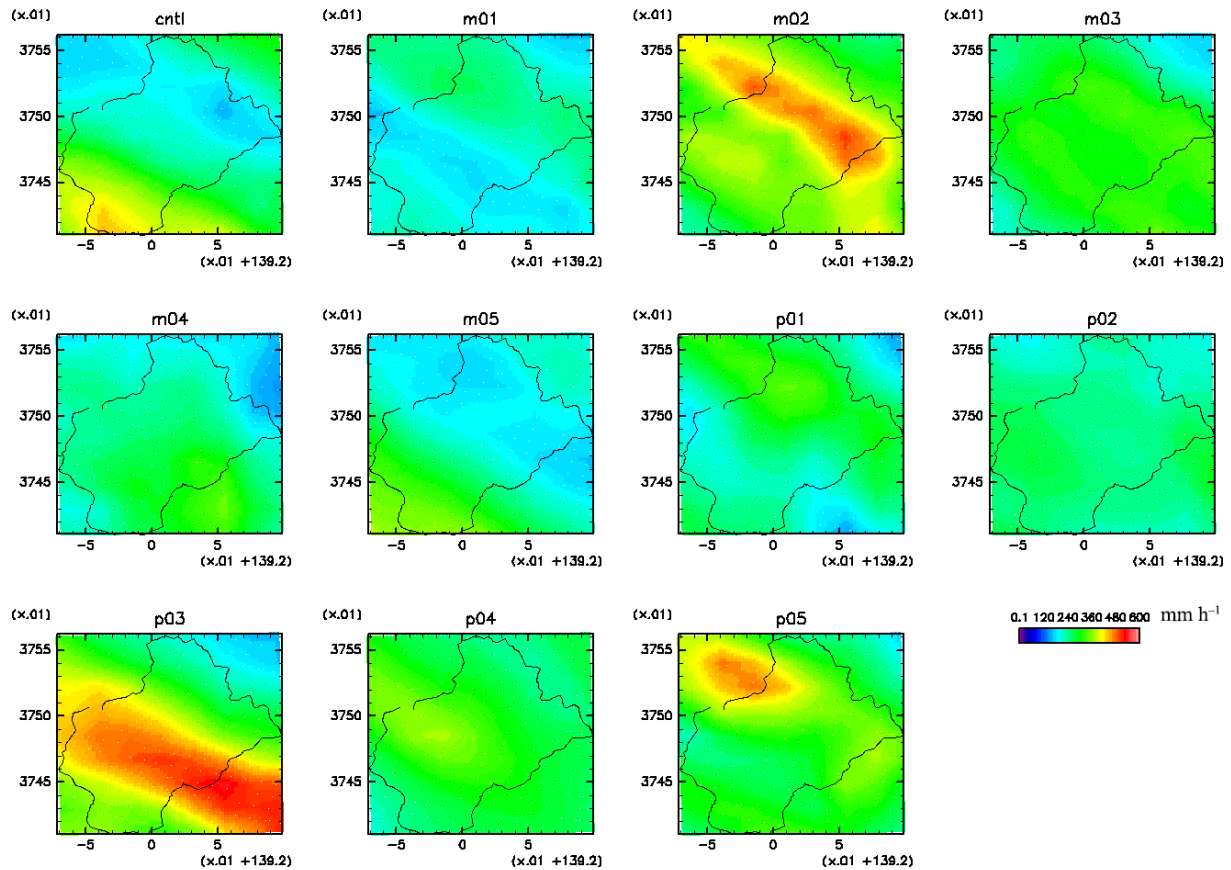 (x.01) cntl
3755
3750
3745
−5 0 5
(x.01 +139.2)
(x.01) m01
3755
3750
3745
−5 0 5
(x.01 +139.2)
(x.01) m02
3755
3750
3745
−5 0 5
(x.01 +139.2)
(x.01) m03
3755
3750
3745
−5 0 5
(x.01 +139.2)
(x.01) m04
3755
3750
3745
−5 0 5
(x.01 +139.2)
(x.01) m05
3755
3750
3745
−5 0 5
(x.01 +139.2)
(x.01) p01
3755
3750
3745
−5 0 5
(x.01 +139.2)
(x.01) p02
3755
3750
3745
−5 0 5
(x.01 +139.2)
(x.01) p03
3755
3750
3745
−5 0 5
(x.01 +139.2)
(x.01) p04
3755
3750
3745
−5 0 5
(x.01 +139.2)
(x.01) p05
3755
3750
3745
−5 0 5
(x.01 +139.2)
0.1 120 240 360 480 600 mm h⁻¹